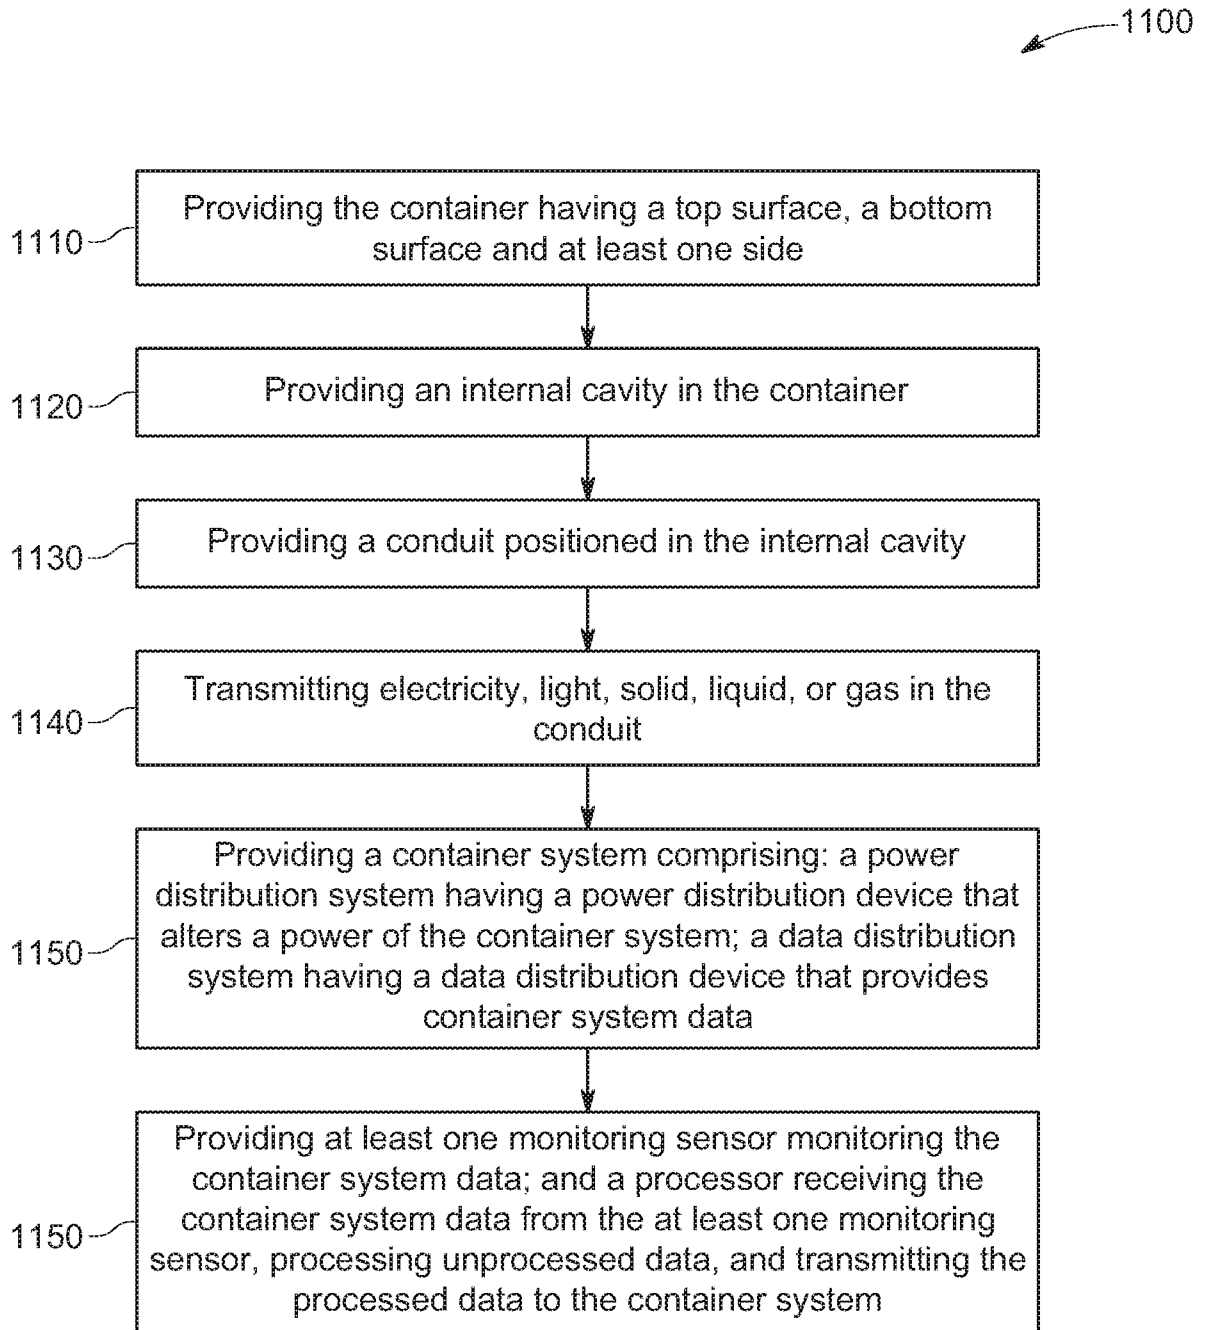 1100
1110
Providing the container having a top surface, a bottom
surface and at least one side
1120
Providing an internal cavity in the container
1130
Providing a conduit positioned in the internal cavity
1140
Transmitting electricity, light, solid, liquid, or gas in the
conduit
1150
Providing a container system comprising: a power
distribution system having a power distribution device that
alters a power of the container system; a data distribution
system having a data distribution device that provides
container system data
1150
Providing at least one monitoring sensor monitoring the
container system data; and a processor receiving the
container system data from the at least one monitoring
sensor, processing unprocessed data, and transmitting the
processed data to the container system